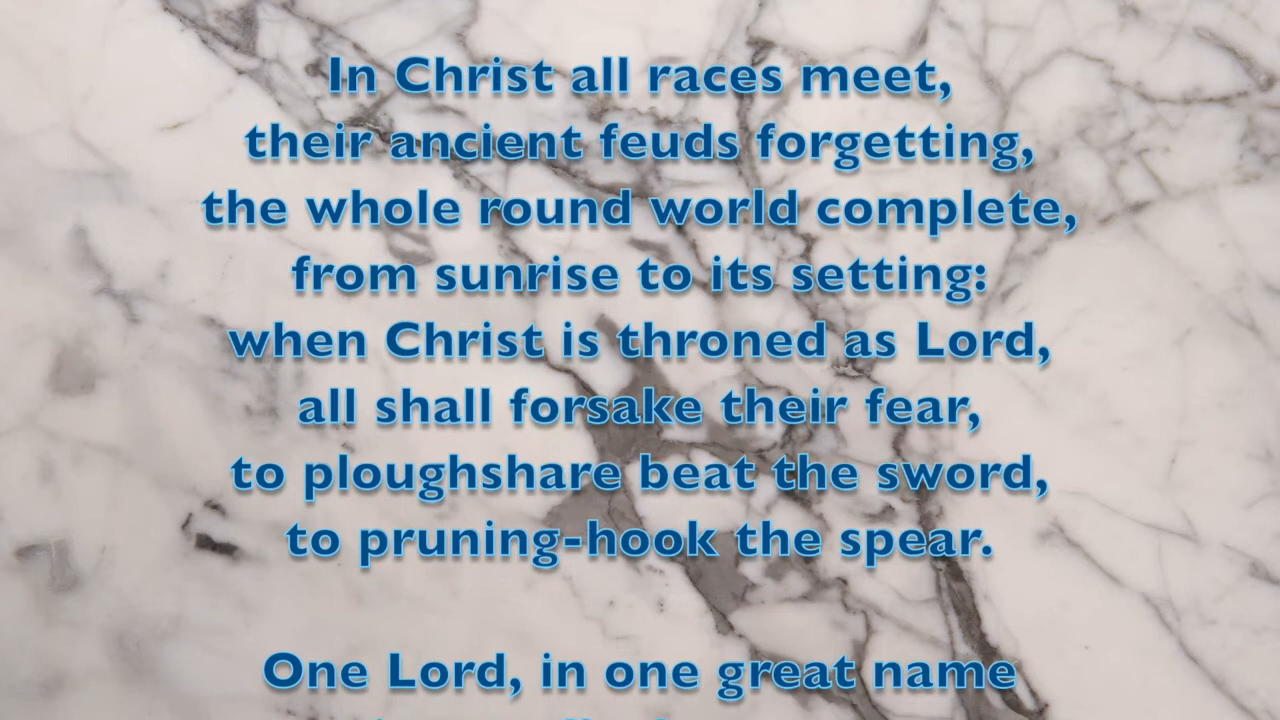 In Christ all races meet,
their ancient feuds forgetting,
the whole round world complete,
from sunrise to its setting:
when Christ is throned as Lord,
all shall forsake their fear,
to ploughshare beat the sword,
to pruning-hook the spear.
One Lord, in one great name